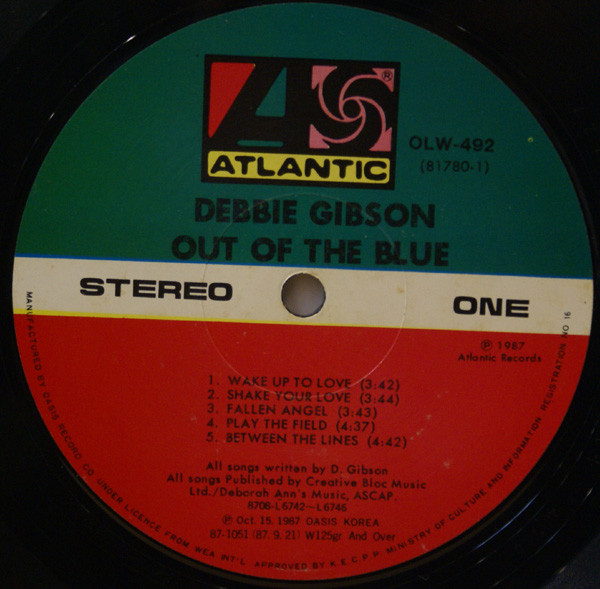 ®
ATLANTIC
OLW-492
(81780-1)
DEBBIE GIBSON
OUT OF THE BLUE
STEREO ONE
℗ 1987
Atlantic Records
1. WAKE UP TO LOVE (3:42)
2. SHAKE YOUR LOVE (3:44)
3. FALLEN ANGEL (3:43)
4. PLAY THE FIELD (4:37)
5. BETWEEN THE LINES (4:42)
All songs written by D. Gibson
All songs Published by Creative Bloc Music
Ltd./Deborah Ann's Music, ASCAP.
8708-L6742~L6746
℗ Oct. 15. 1987 OASIS KOREA
87-1051 (87. 9. 21) W125gr And Over
MANUFACTURED BY OASIS RECORD CO. UNDER LICENCE FROM WEA INT'L APPROVED BY K.E.C.P.P. MINISTRY OF CULTURE AND INFORMATION REGISTRATION NO 16